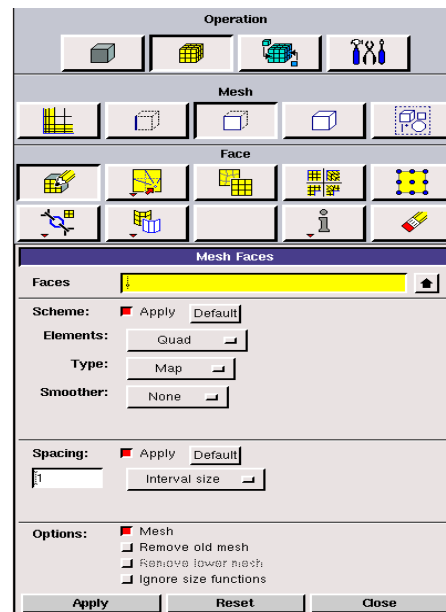 Operation
Mesh
Face
Mesh Faces
Faces
Scheme: Apply Default
Elements: Quad
Type: Map
Smoother: None
Spacing: Apply Default
1 Interval size
Options: Mesh
Remove old mesh
Remove lower mesh
Ignore size functions
Apply Reset Close